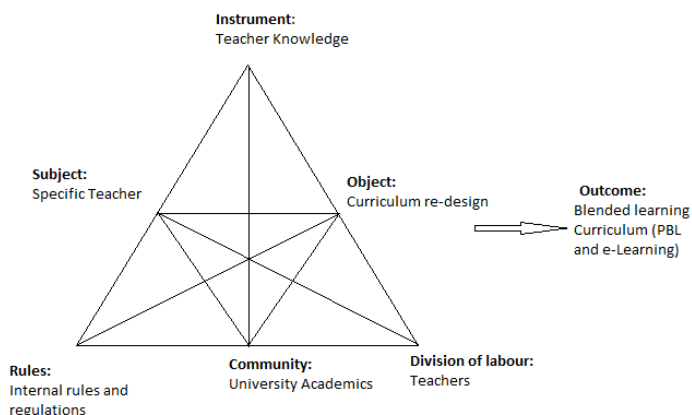 Instrument:
Teacher Knowledge
Subject:
Specific Teacher
Object:
Curriculum re-design
Outcome:
Blended learning
Curriculum (PBL
and e-Learning)
Rules:
Internal rules and
regulations
Community:
University Academics
Division of labour:
Teachers